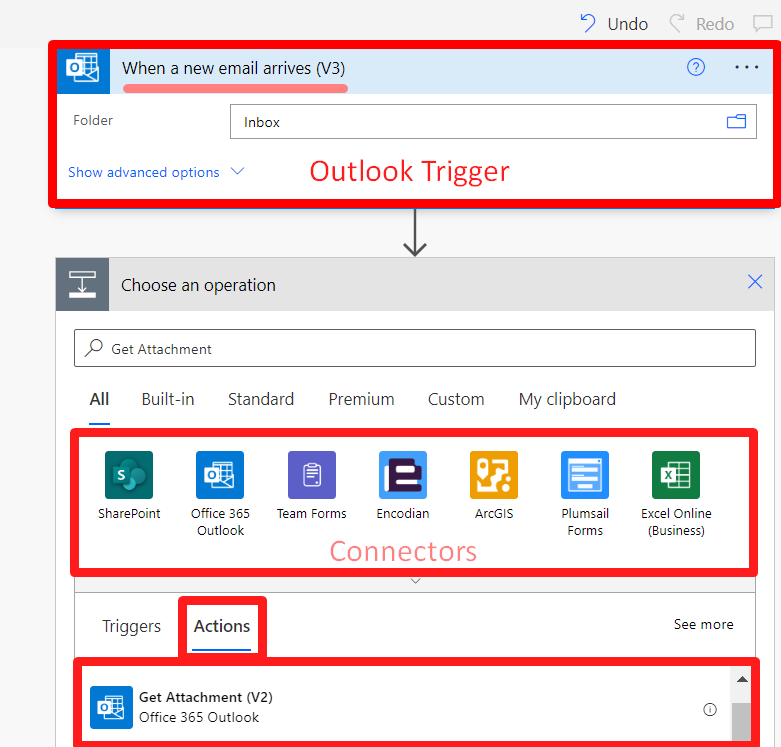 Undo Redo
When a new email arrives (V3)
Folder
Inbox
Show advanced options
Outlook Trigger
Choose an operation
Get Attachment
All Built-in Standard Premium Custom My clipboard
SharePoint
Office 365
Outlook
Team Forms
Encodian
ArcGIS
Plumsail
Forms
Excel Online
(Business)
Connectors
Triggers Actions See more
Get Attachment (V2)
Office 365 Outlook